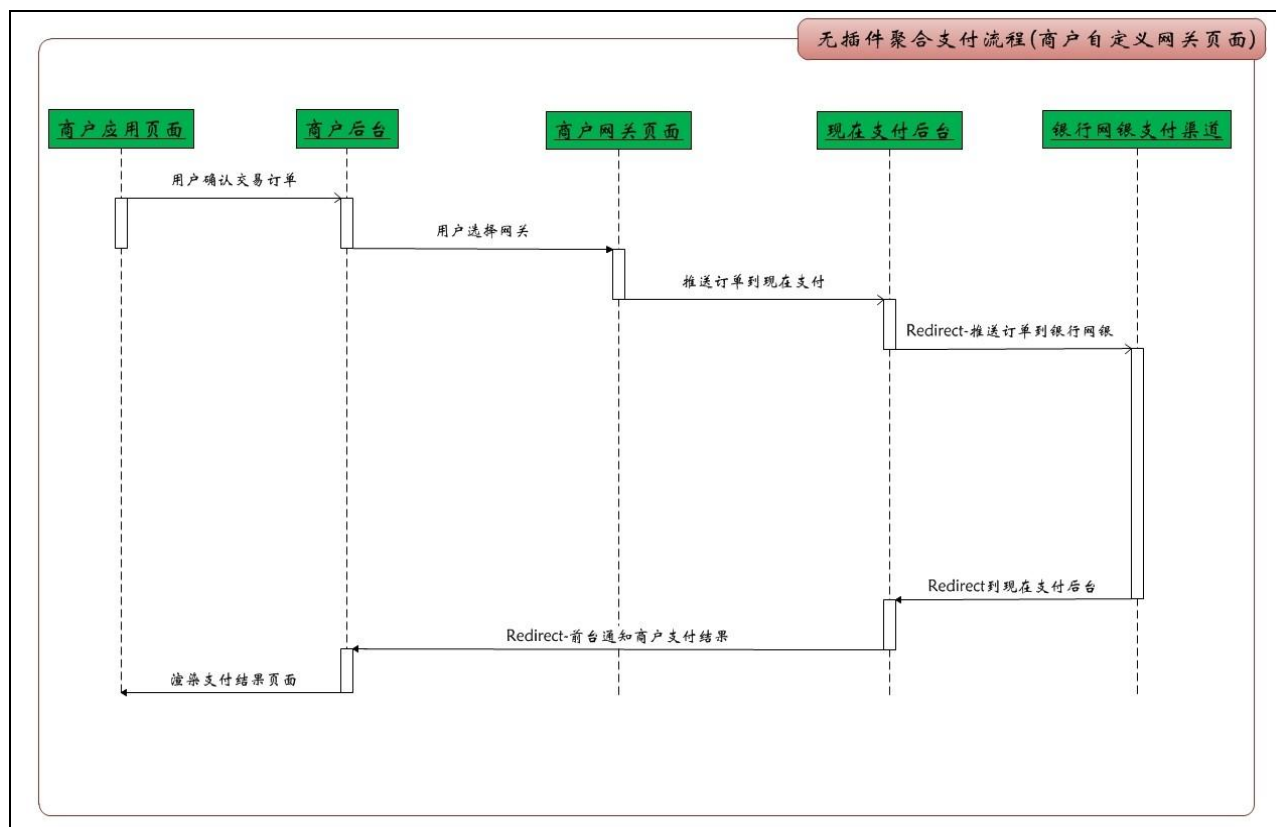 无插件聚合支付流程(商户自定义网关页面)
商户应用页面
商户后台
商户网关页面
现在支付后台
银行网银支付渠道
用户确认交易订单
用户选择网关
推送订单到现在支付
Redirect-推送订单到银行网银
Redirect到现在支付后台
Redirect-前台通知商户支付结果
渲染支付结果页面